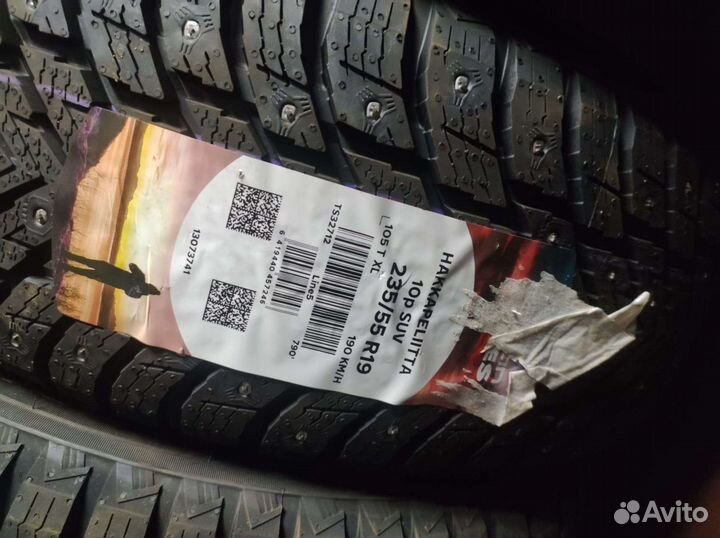 HAKKAPELIITTA
10p SUV
235/55 R19
105 T XL
190 KM/H
TS32712
Line5
790'
6 419440 457246
13073741
Avito